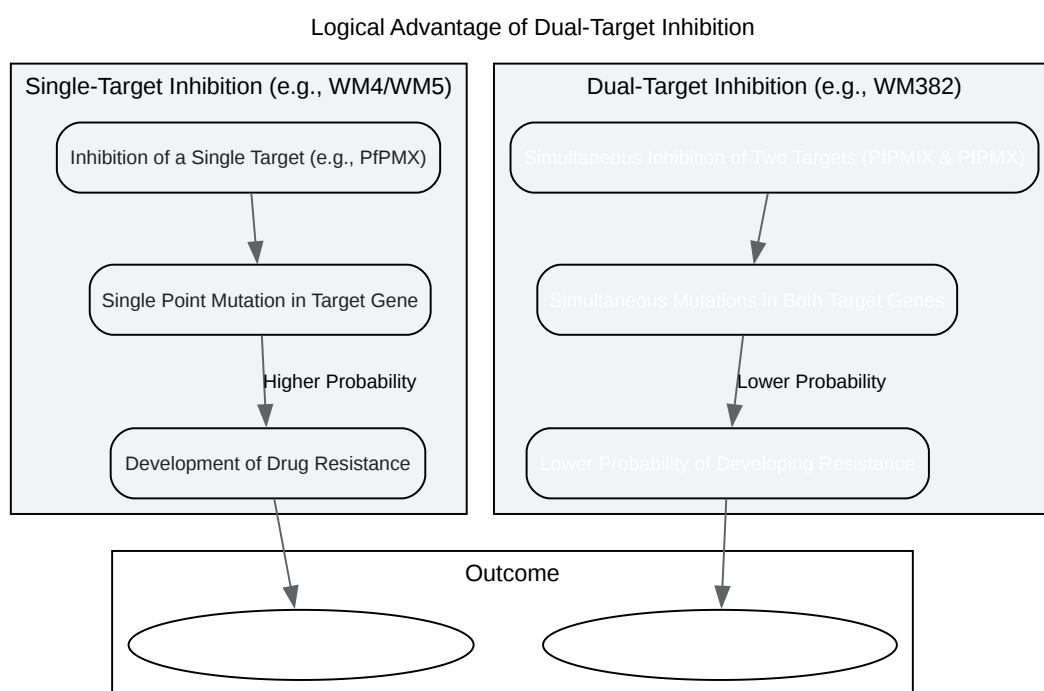 Logical Advantage of Dual-Target Inhibition
Single-Target Inhibition (e.g., WM4/WM5)
Inhibition of a Single Target (e.g., PfPMX)
Single Point Mutation in Target Gene
Higher Probability
Development of Drug Resistance
Dual-Target Inhibition (e.g., WM382)
Simultaneous Inhibition of Two Targets (PfPMIX & PfPMX)
Simultaneous Mutations in Both Target Genes
Lower Probability
Lower Probability of Developing Resistance
Outcome